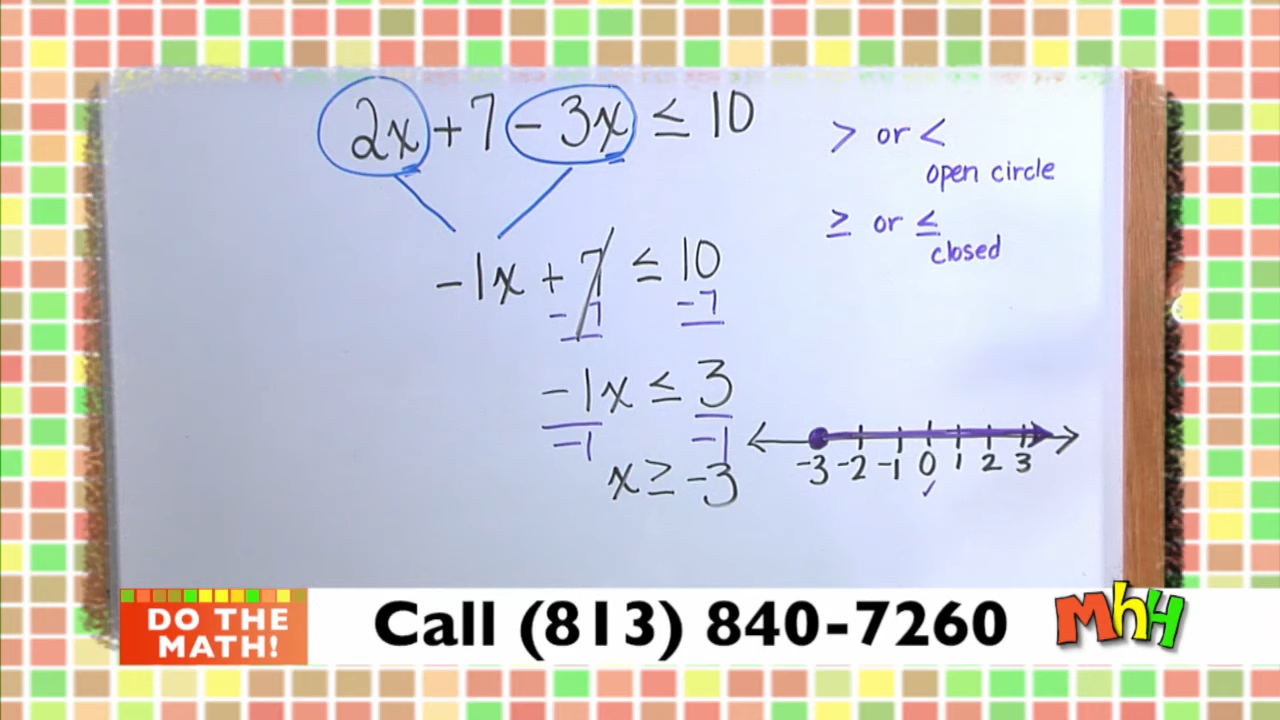 2x + 7 - 3x ≤ 10
> or <
open circle
≥ or ≤
closed
-1x + 7 ≤ 10
-7 -7
-1x ≤ 3
-1 -1
x ≥ -3
-3 -2 -1 0 1 2 3
✓
DO THE
MATH!
Call (813) 840-7260
MhH